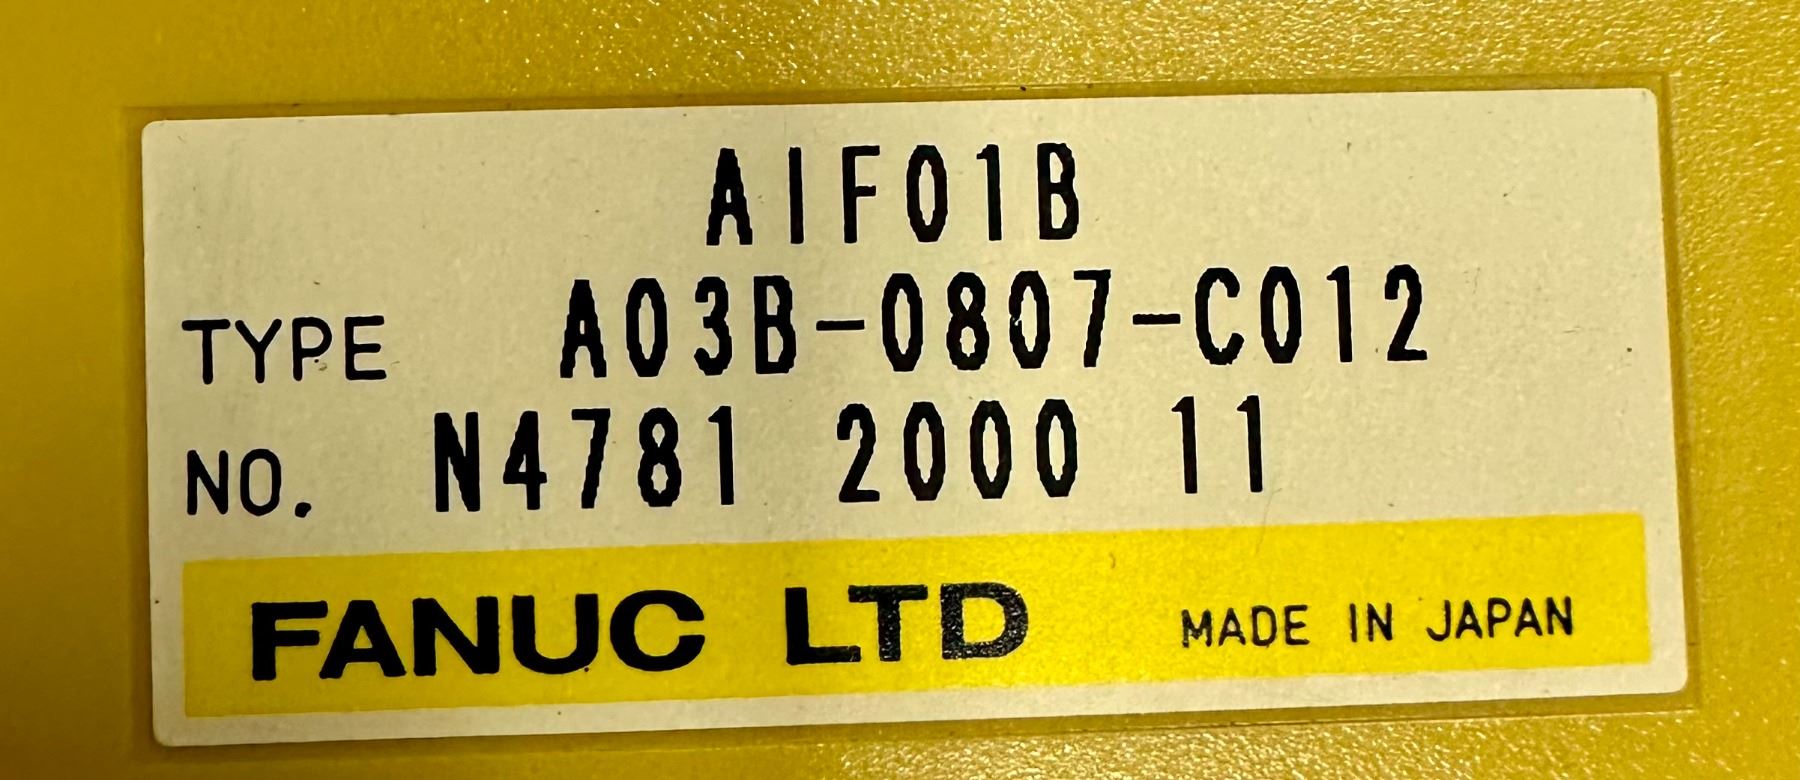 AIF01B
TYPE A03B-0807-C012
NO. N4781 2000 11
FANUC LTD MADE IN JAPAN